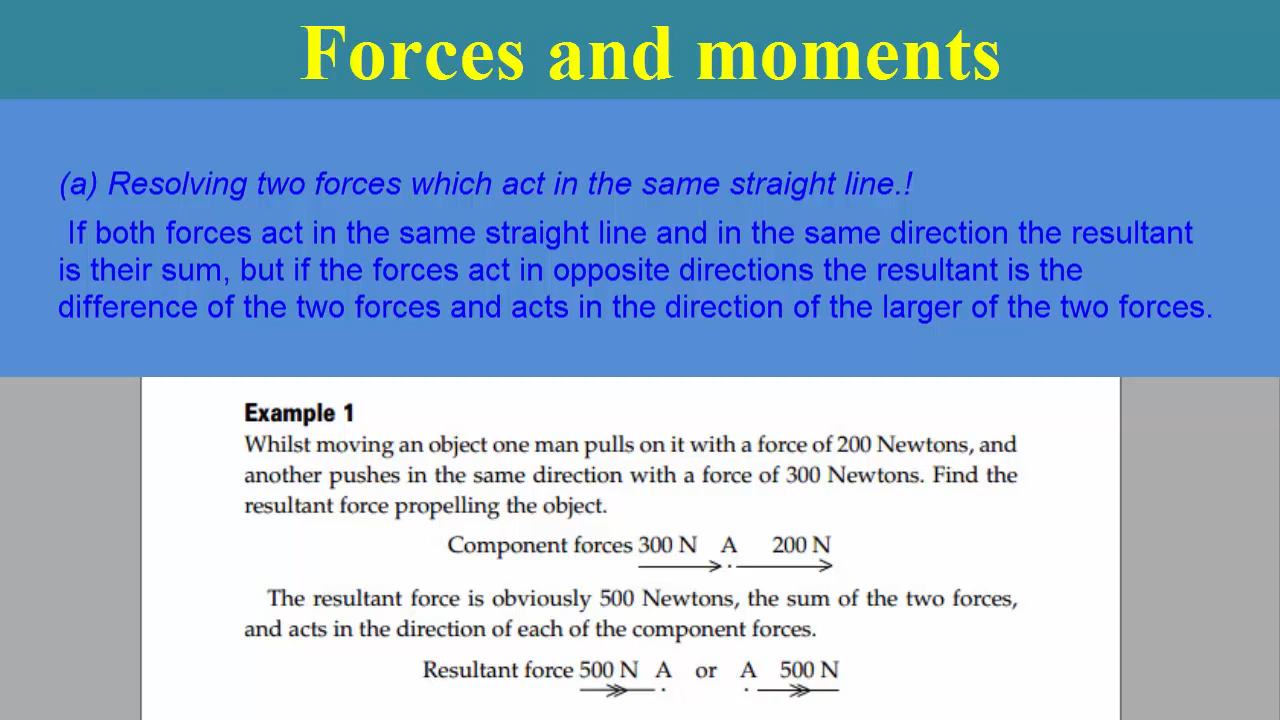 Forces and moments
(a) Resolving two forces which act in the same straight line.!
If both forces act in the same straight line and in the same direction the resultant
is their sum, but if the forces act in opposite directions the resultant is the
difference of the two forces and acts in the direction of the larger of the two forces.
Example 1
Whilst moving an object one man pulls on it with a force of 200 Newtons, and
another pushes in the same direction with a force of 300 Newtons. Find the
resultant force propelling the object.
Component forces 300 N A 200 N
The resultant force is obviously 500 Newtons, the sum of the two forces,
and acts in the direction of each of the component forces.
Resultant force 500 N A or A 500 N